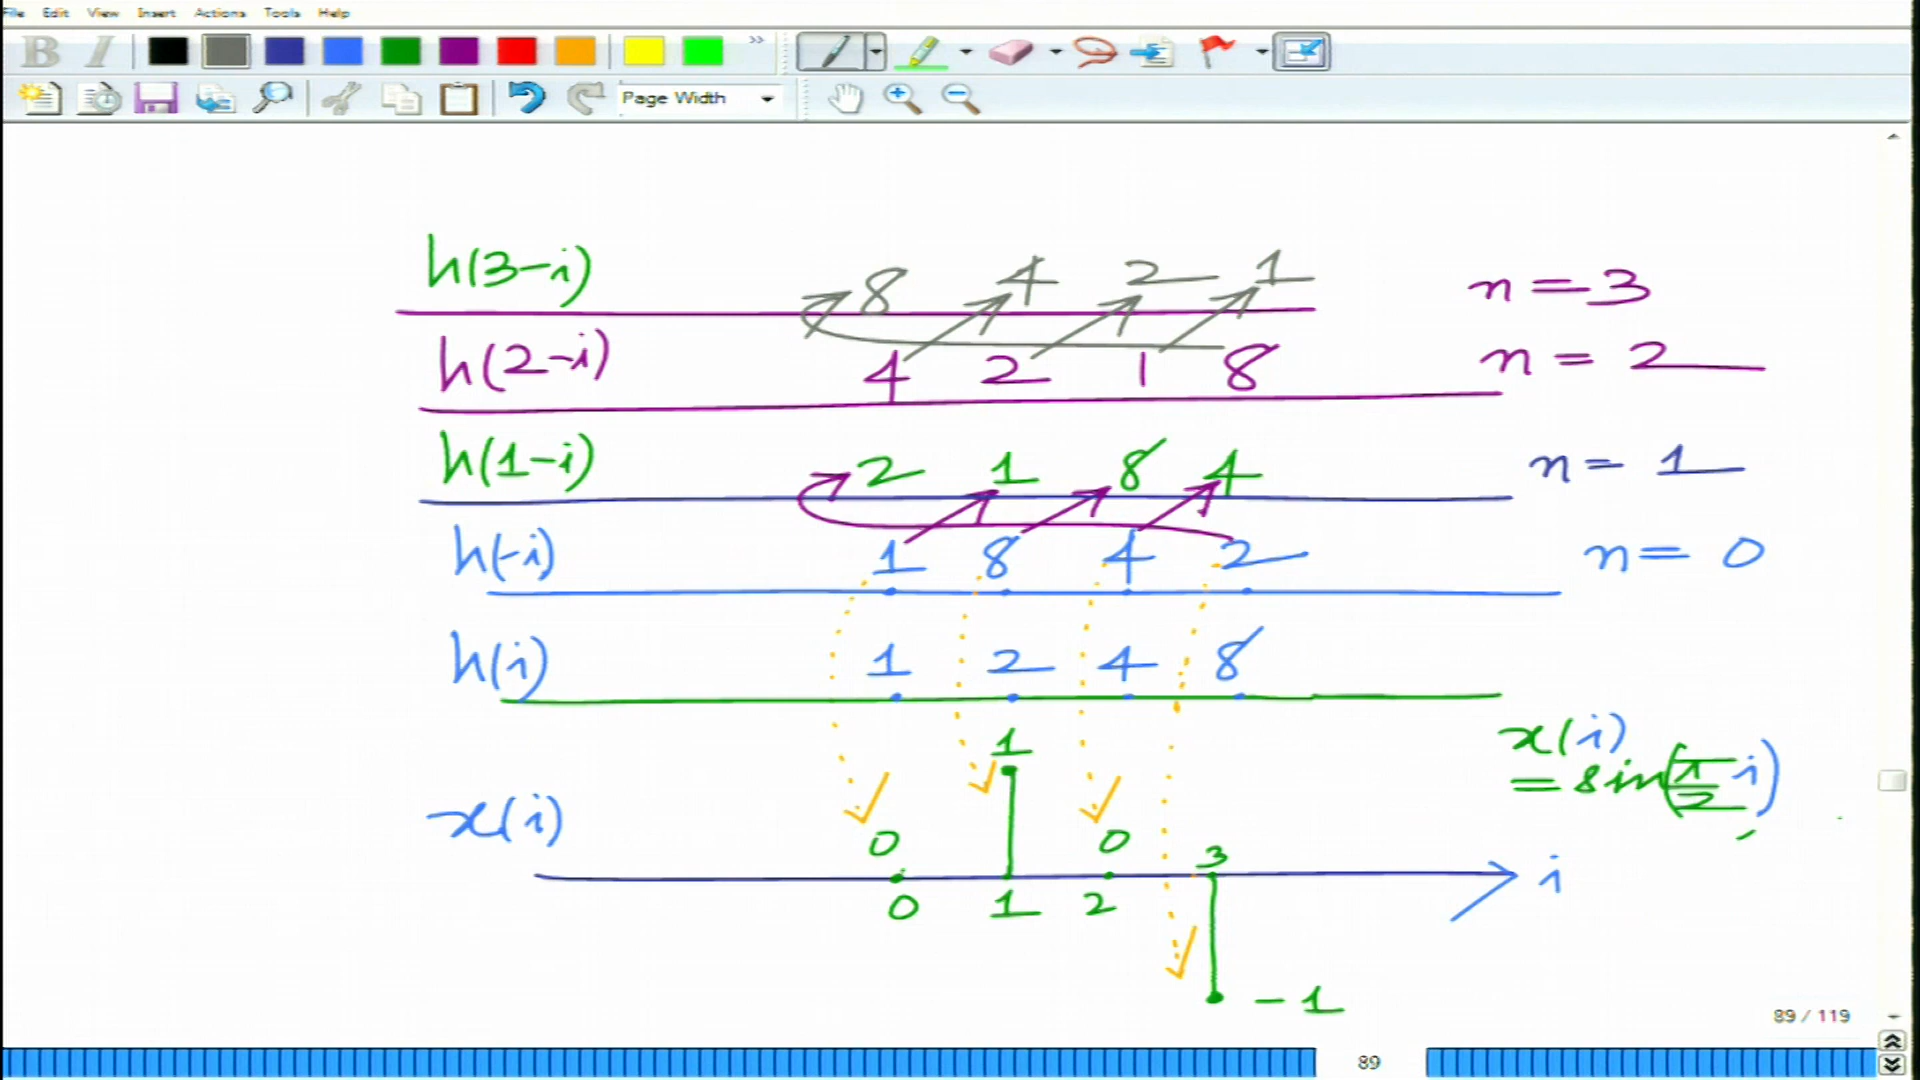 File Edit View Insert Actions Tools Help
B I
Page Width
h(3-i) 8 4 2 1 n = 3
h(2-i) 4 2 1 8 n = 2
h(1-i) 2 1 8 4 n = 1
h(-i) 1 8 4 2 n = 0
h(i) 1 2 4 8
x(i)
= sin(π/2 i)
1
x(i) 0 0 3
i
0 1 2
-1
89 / 119
89